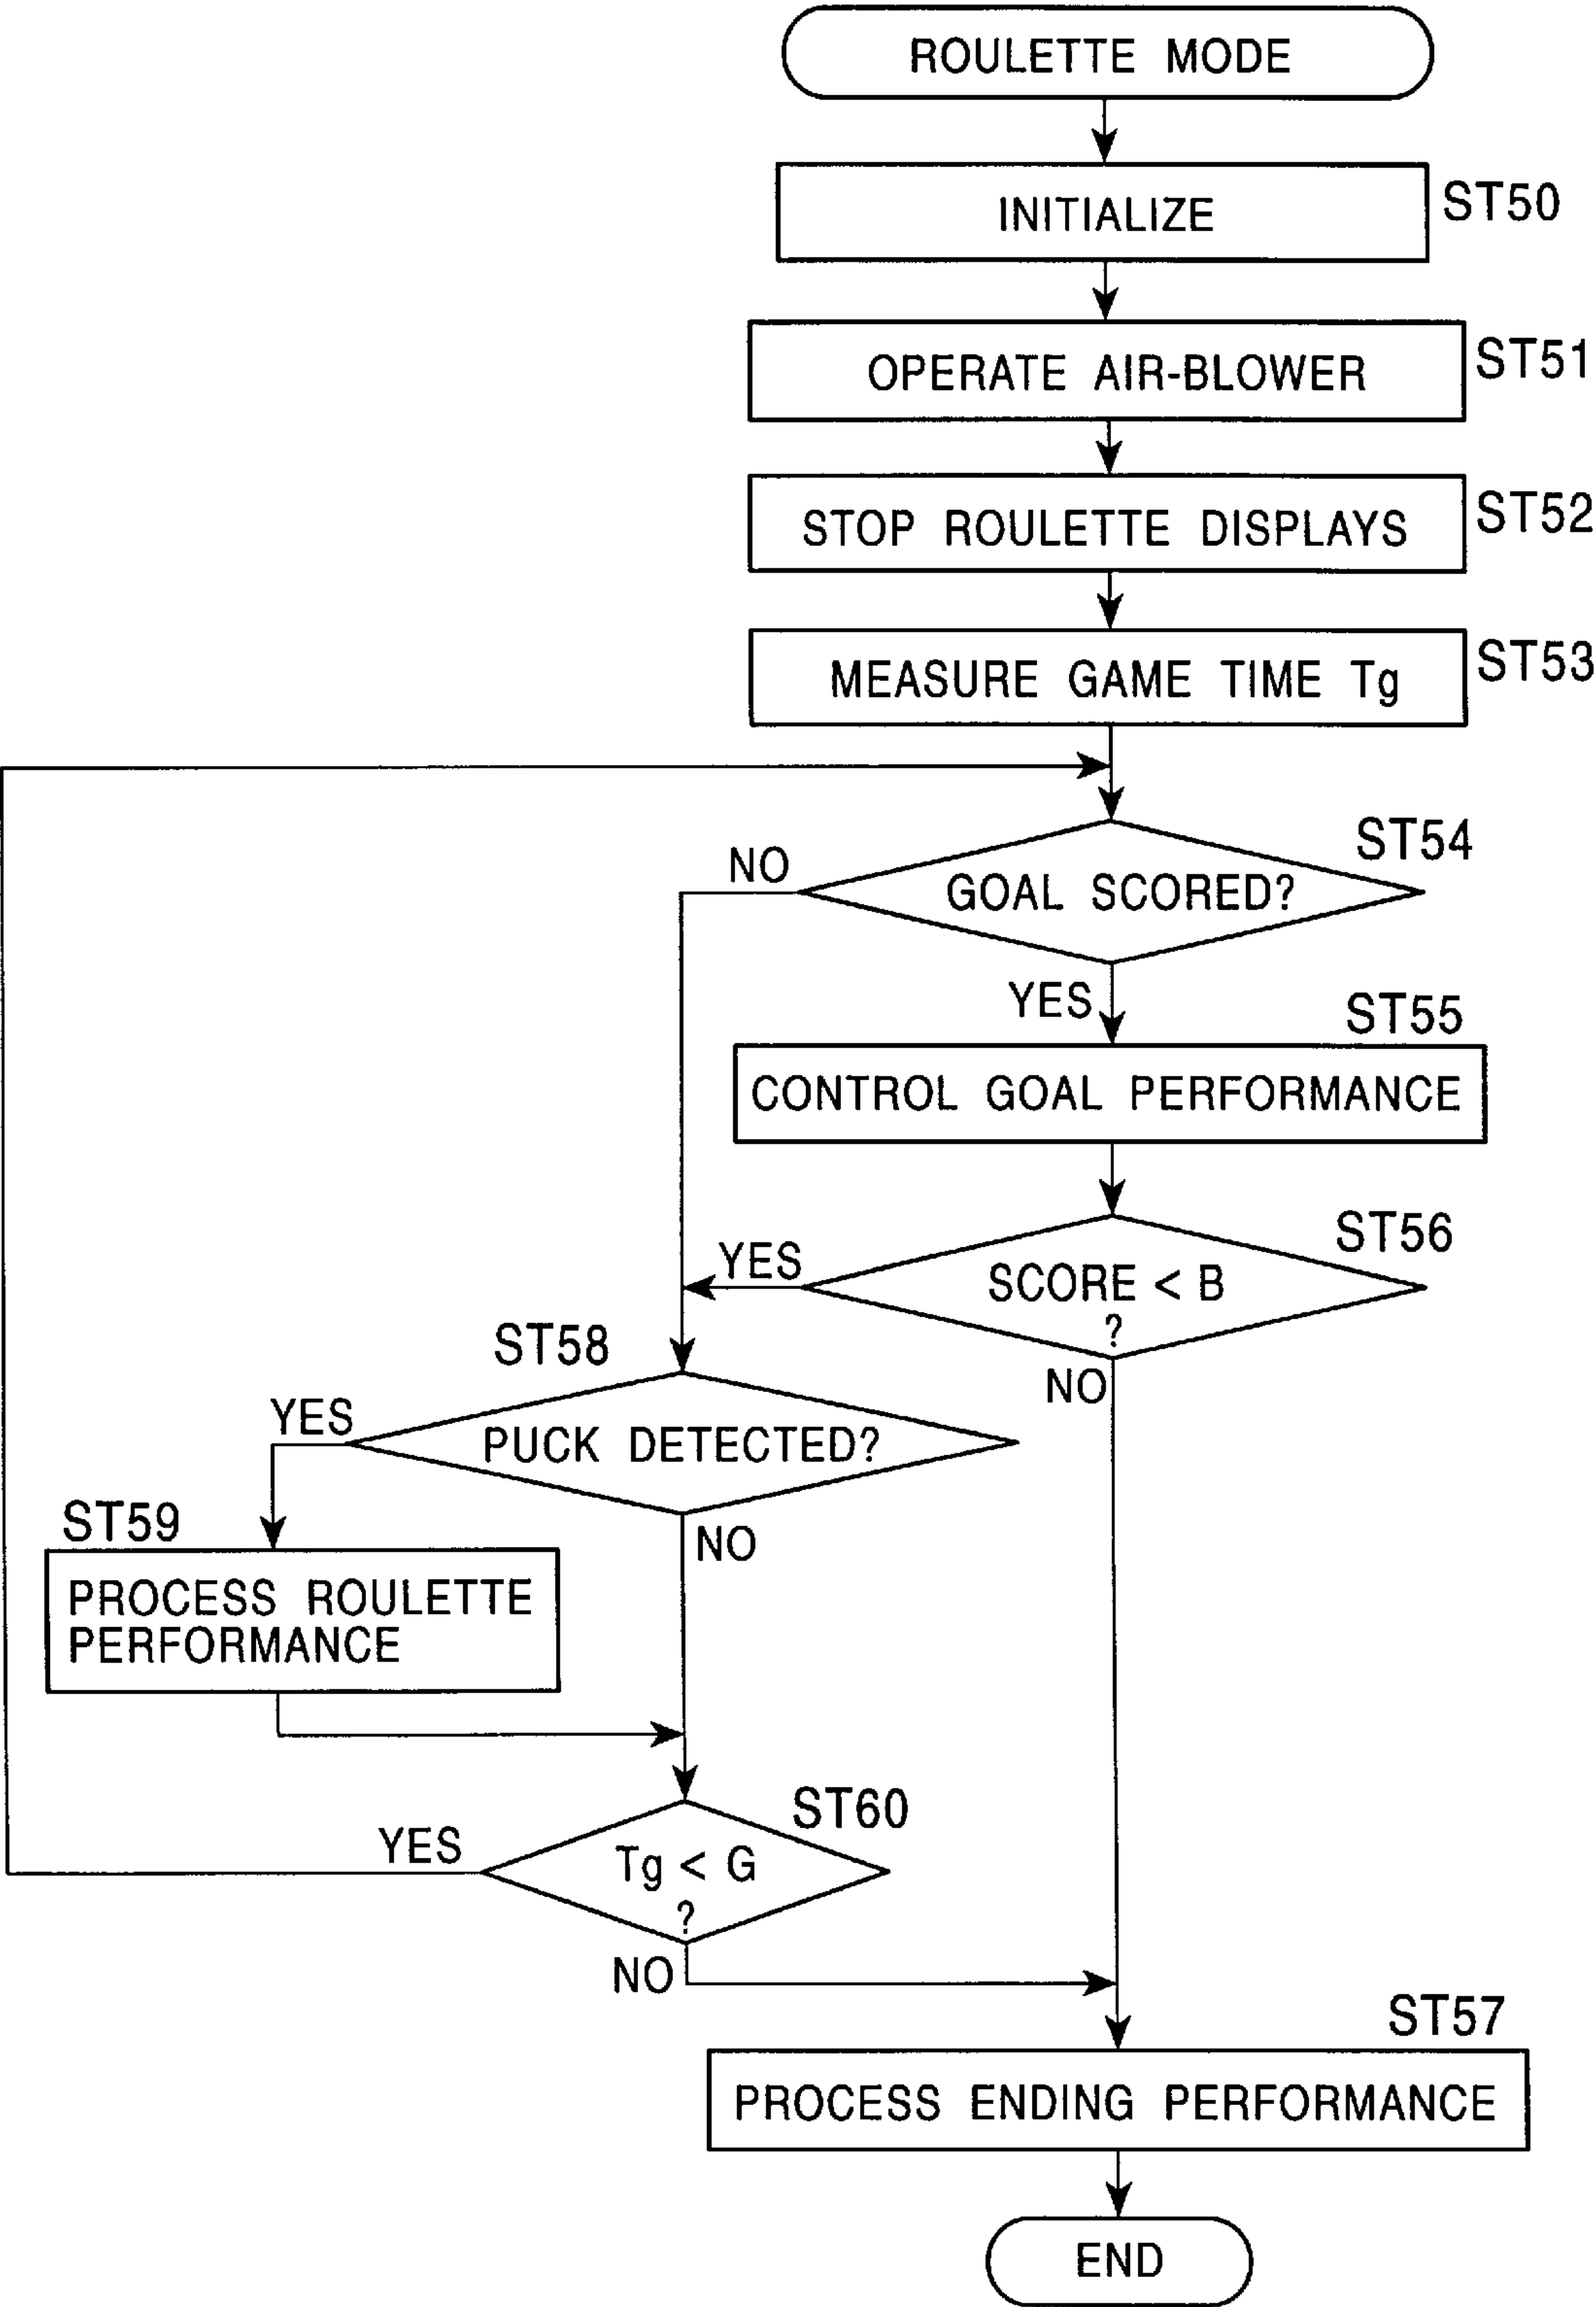 ROULETTE MODE
INITIALIZE
ST50
OPERATE AIR-BLOWER
ST51
STOP ROULETTE DISPLAYS
ST52
MEASURE GAME TIME Tg
ST53
ST54
NO
GOAL SCORED?
YES
ST55
CONTROL GOAL PERFORMANCE
ST56
YES
SCORE < B
?
NO
ST58
YES
PUCK DETECTED?
NO
ST59
PROCESS ROULETTE
PERFORMANCE
ST60
YES
Tg < G
?
NO
ST57
PROCESS ENDING PERFORMANCE
END